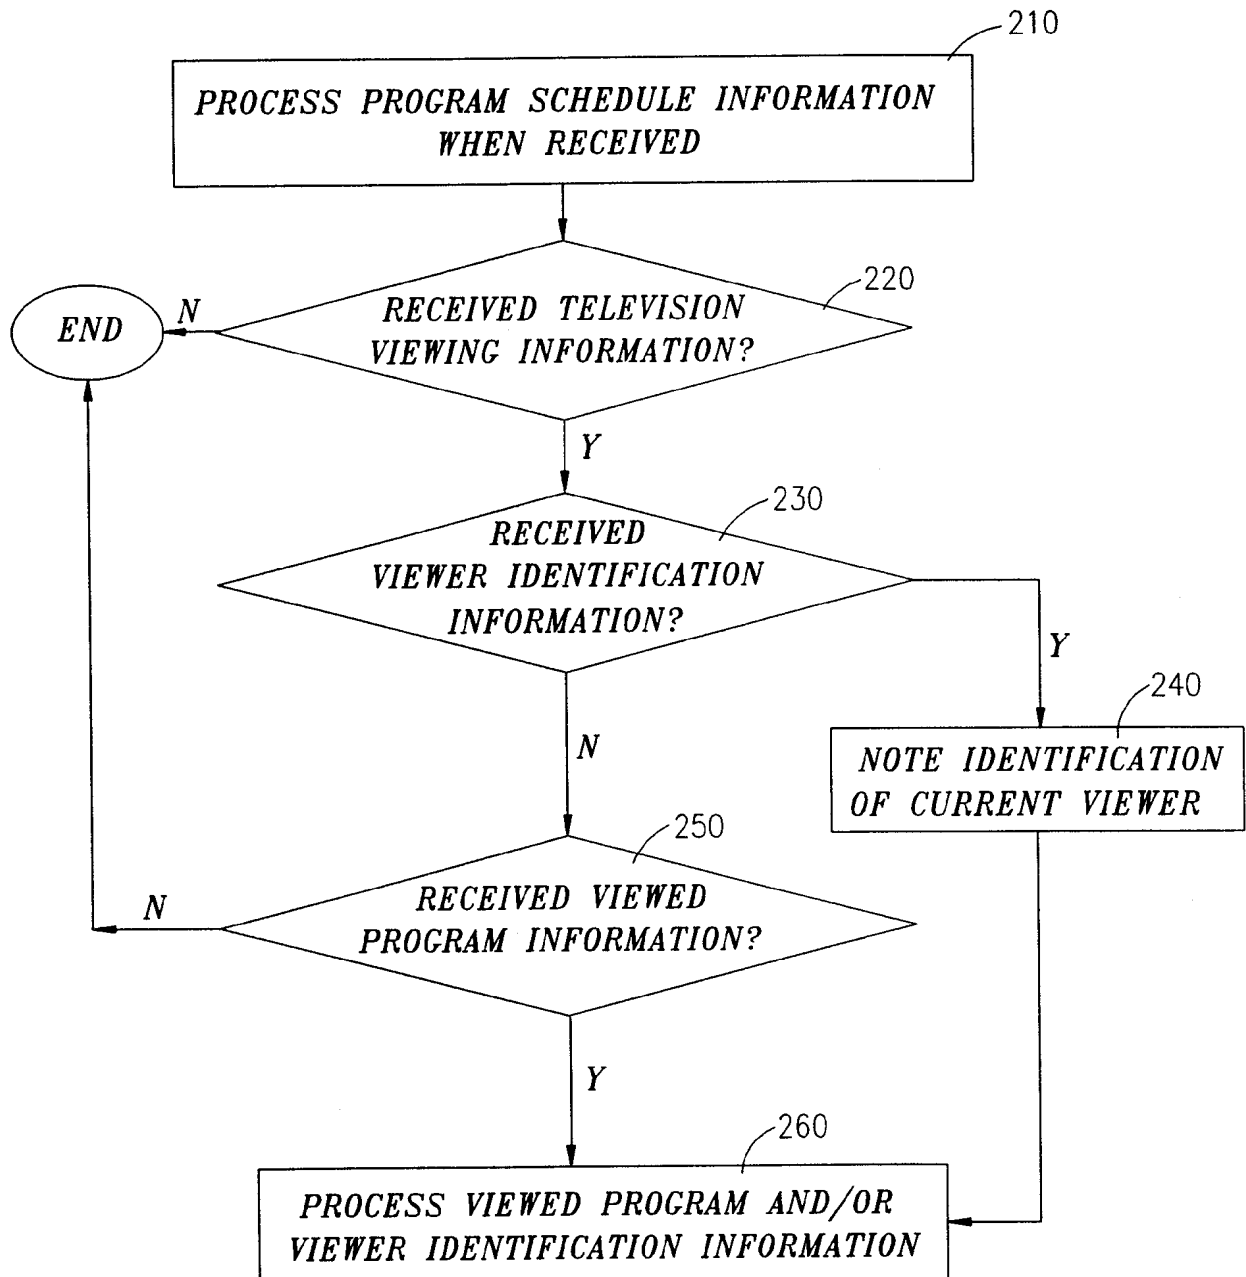 210
PROCESS PROGRAM SCHEDULE INFORMATION
WHEN RECEIVED
220
RECEIVED TELEVISION
VIEWING INFORMATION?
N
END
Y
230
RECEIVED
VIEWER IDENTIFICATION
INFORMATION?
Y
240
NOTE IDENTIFICATION
OF CURRENT VIEWER
N
250
RECEIVED VIEWED
PROGRAM INFORMATION?
N
Y
260
PROCESS VIEWED PROGRAM AND/OR
VIEWER IDENTIFICATION INFORMATION